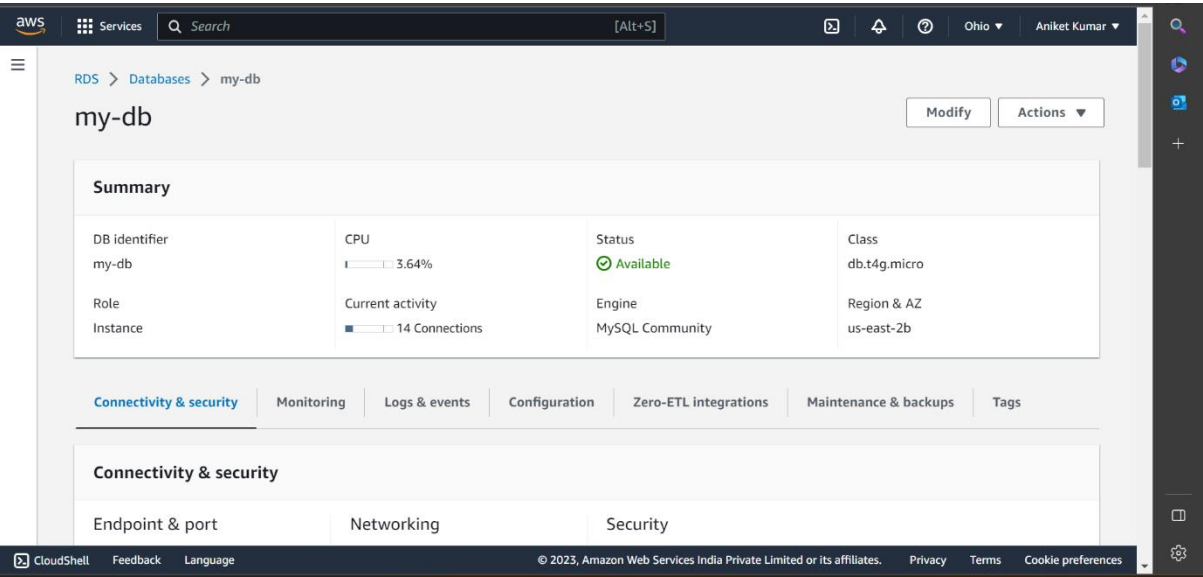 aws Services Search [Alt+S] Ohio Aniket Kumar
RDS > Databases > my-db
my-db
Modify Actions
Summary
DB identifier CPU Status Class
my-db 3.64% Available db.t4g.micro
Role Current activity Engine Region & AZ
Instance 14 Connections MySQL Community us-east-2b
Connectivity & security Monitoring Logs & events Configuration Zero-ETL integrations Maintenance & backups Tags
Connectivity & security
Endpoint & port Networking Security
CloudShell Feedback Language © 2023, Amazon Web Services India Private Limited or its affiliates. Privacy Terms Cookie preferences